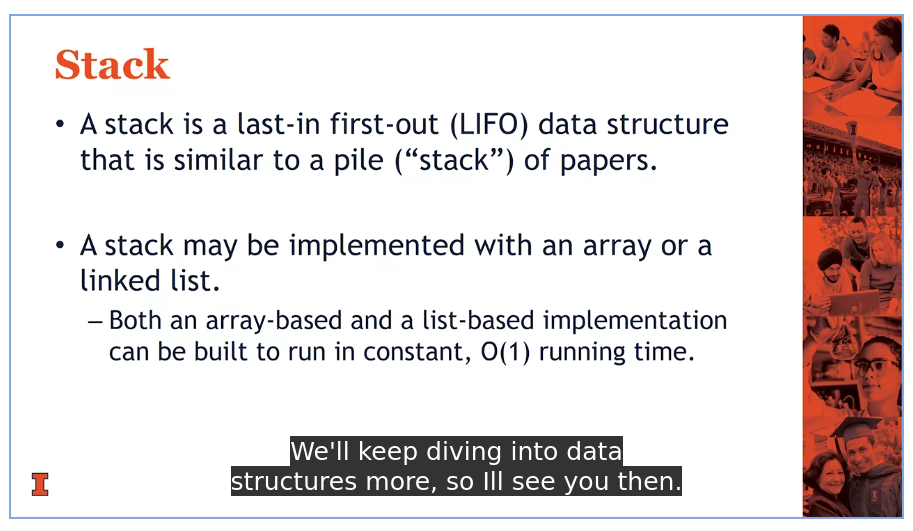 Stack
• A stack is a last-in first-out (LIFO) data structure
that is similar to a pile (“stack”) of papers.
• A stack may be implemented with an array or a
linked list.
– Both an array-based and a list-based implementation
can be built to run in constant, O(1) running time.
We'll keep diving into data
structures more, so Ill see you then.